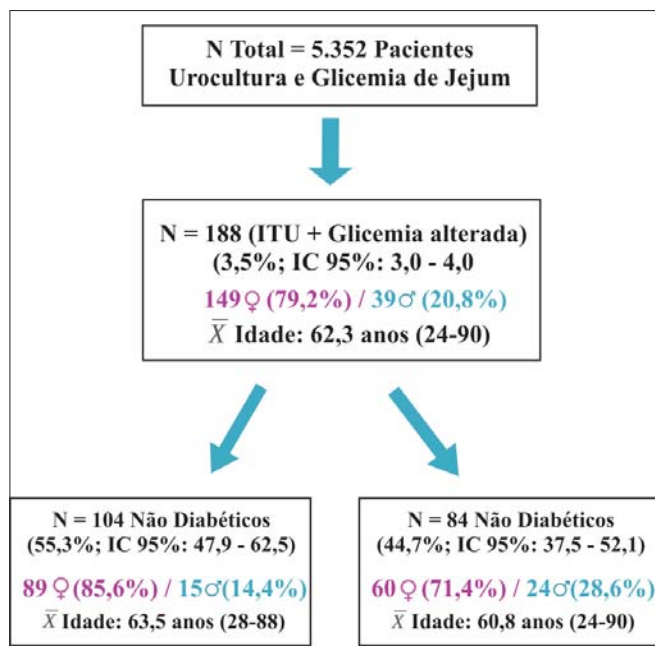 N Total = 5.352 Pacientes
Urocultura e Glicemia de Jejum
N = 188 (ITU + Glicemia alterada)
(3,5%; IC 95%: 3,0 - 4,0
149♀(79,2%) / 39♂(20,8%)
X̅ Idade: 62,3 anos (24-90)
N = 104 Não Diabéticos
(55,3%; IC 95%: 47,9 - 62,5)
89♀(85,6%) / 15♂(14,4%)
X̅ Idade: 63,5 anos (28-88)
N = 84 Não Diabéticos
(44,7%; IC 95%: 37,5 - 52,1)
60♀(71,4%) / 24♂(28,6%)
X̅ Idade: 60,8 anos (24-90)